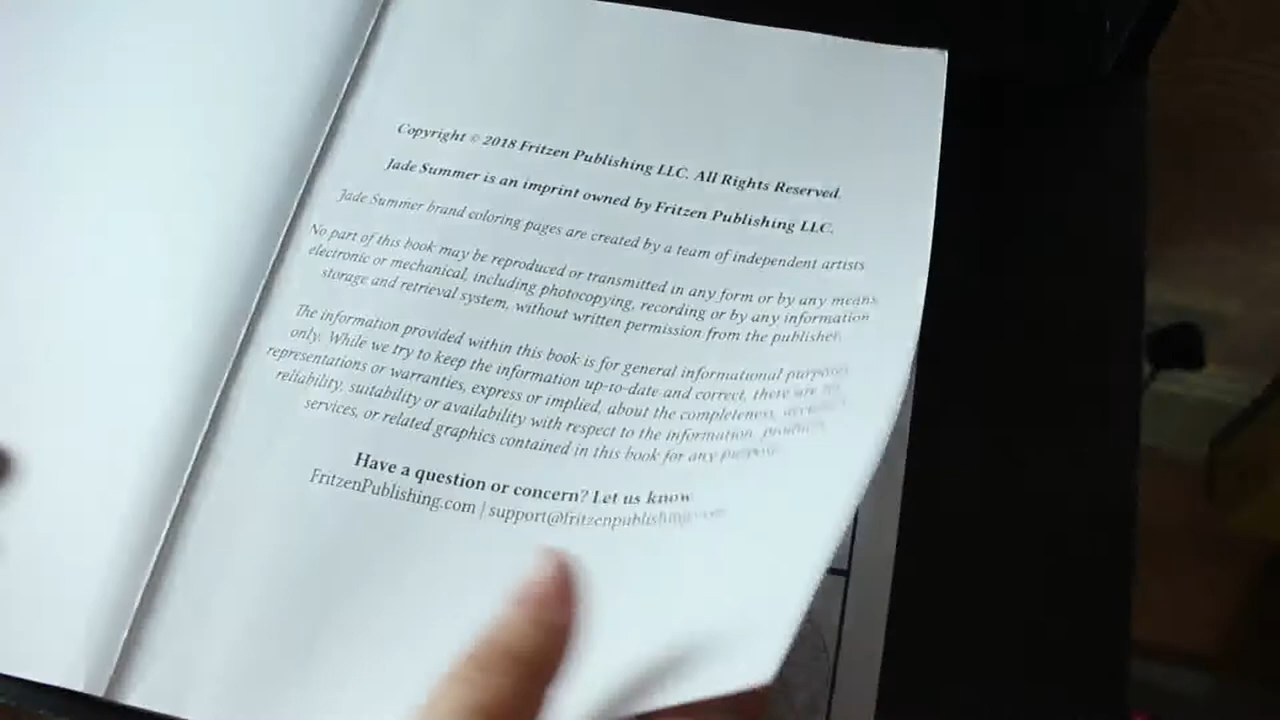 Copyright © 2018 Fritzen Publishing LLC. All Rights Reserved.
Jade Summer is an imprint owned by Fritzen Publishing LLC.
Jade Summer brand coloring pages are created by a team of independent artists
No part of this book may be reproduced or transmitted in any form or by any means
electronic or mechanical, including photocopying, recording or by any information
storage and retrieval system, without written permission from the publisher.
The information provided within this book is for general informational purposes
only. While we try to keep the information up-to-date and correct, there are no
representations or warranties, express or implied, about the completeness,
reliability, suitability or availability with respect to the information, products,
services, or related graphics contained in this book for any purpose.
Have a question or concern? Let us know
FritzenPublishing.com | support@fritzenpublishing.com